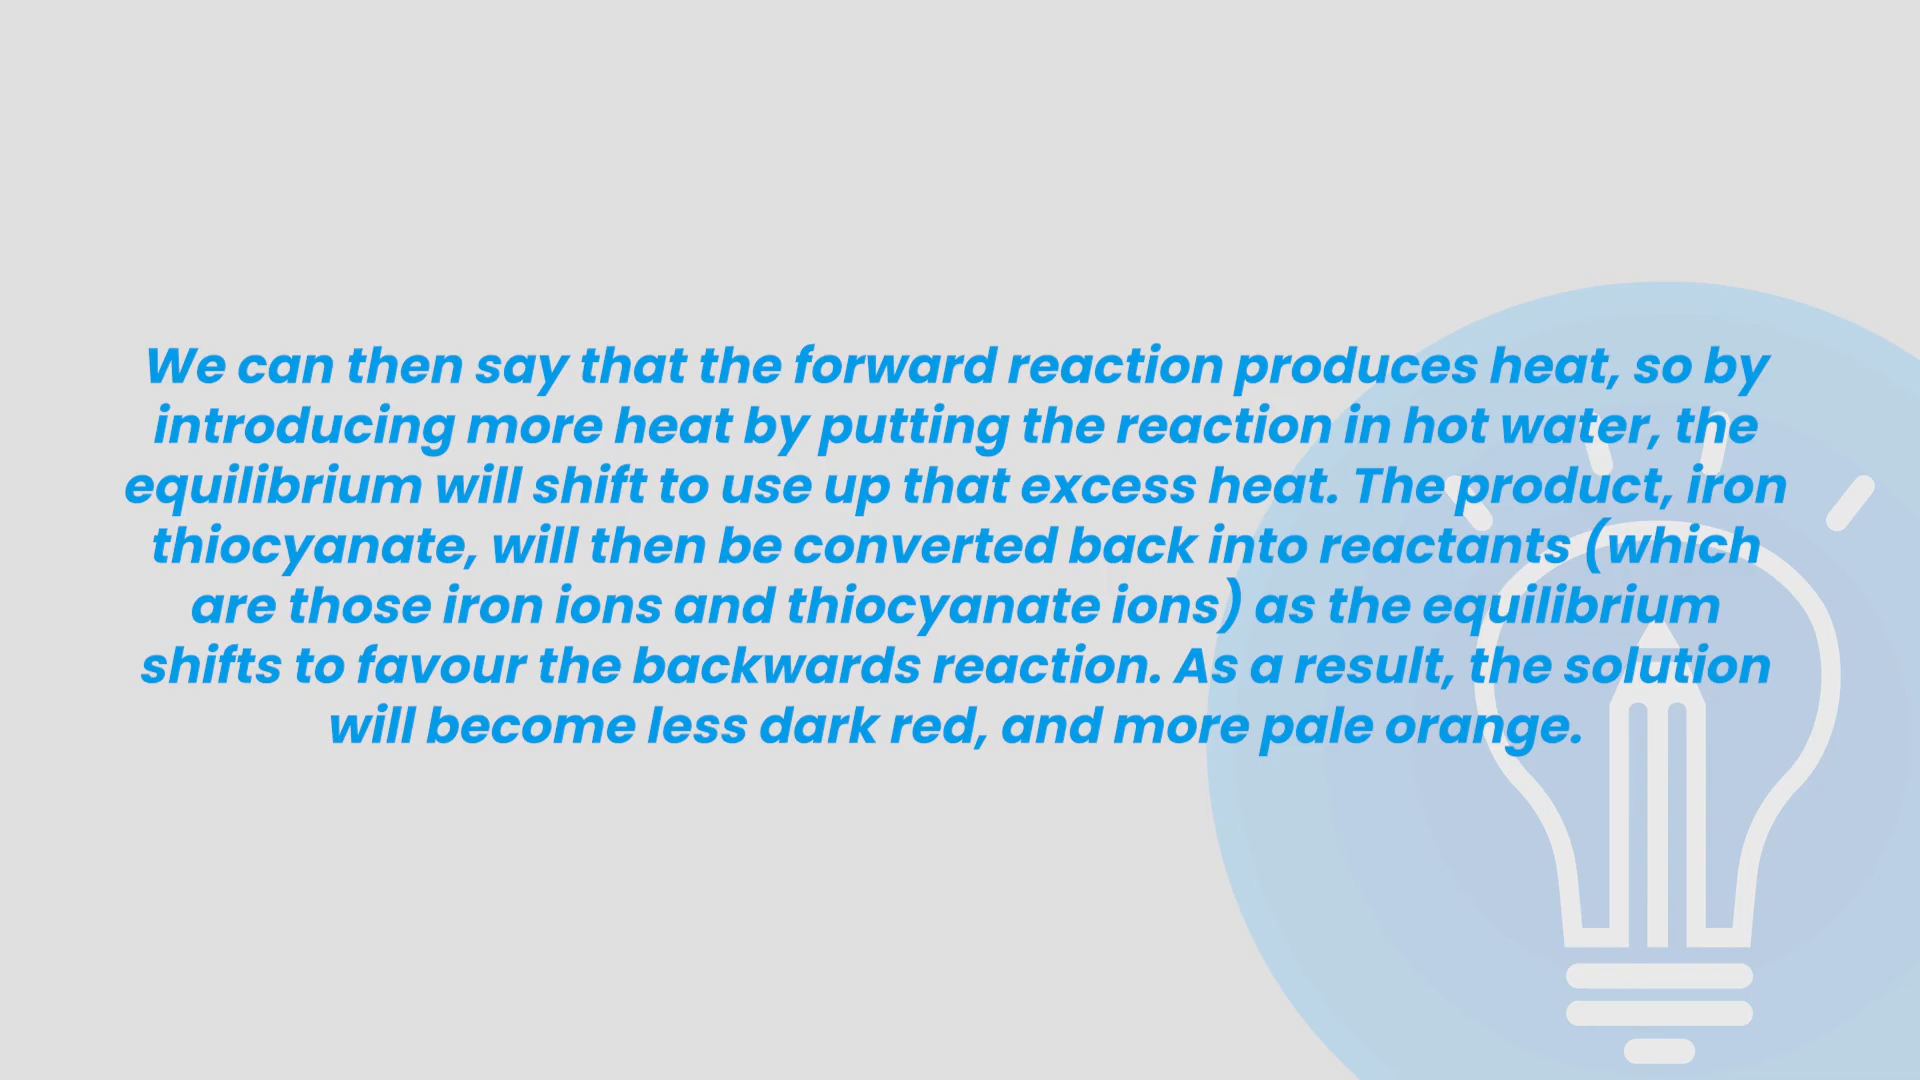 We can then say that the forward reaction produces heat, so by
introducing more heat by putting the reaction in hot water, the
equilibrium will shift to use up that excess heat. The product, iron
thiocyanate, will then be converted back into reactants (which
are those iron ions and thiocyanate ions) as the equilibrium
shifts to favour the backwards reaction. As a result, the solution
will become less dark red, and more pale orange.